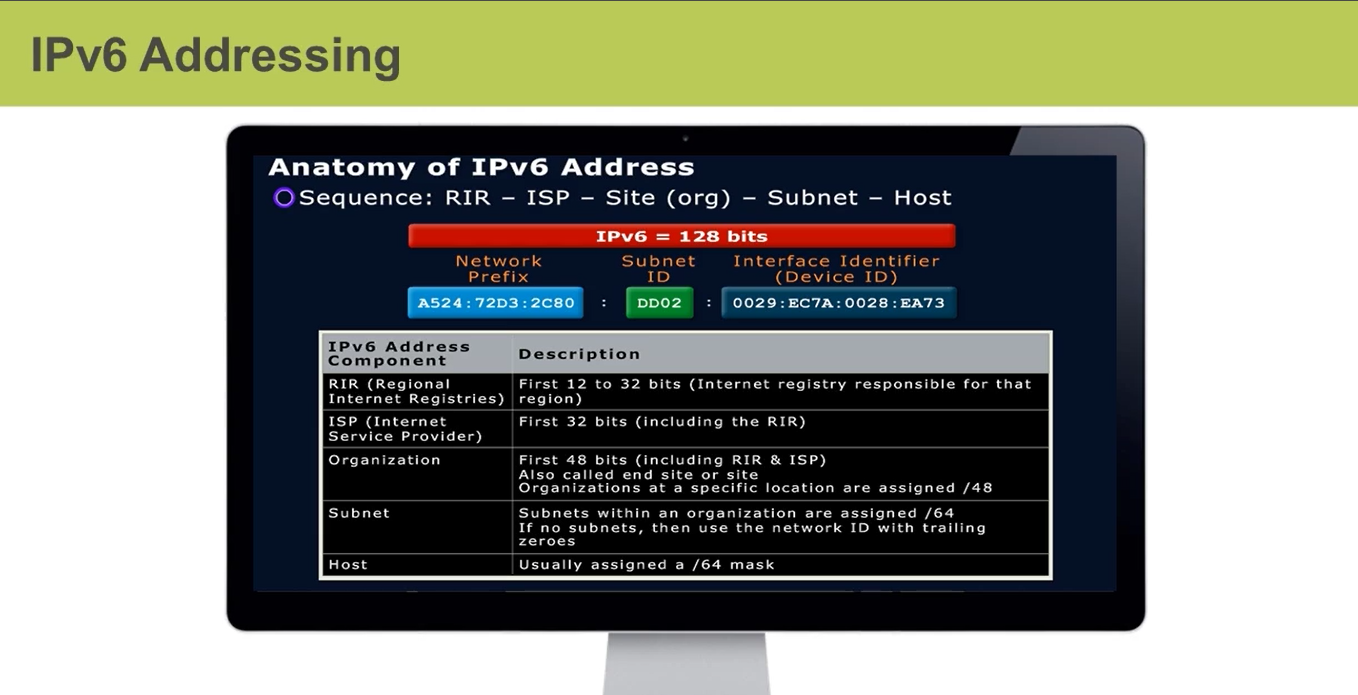 IPv6 Addressing
Anatomy of IPv6 Address
Sequence: RIR – ISP – Site (org) – Subnet – Host
IPv6 = 128 bits
Network
Prefix
Subnet
ID
Interface Identifier
(Device ID)
A524:72D3:2C80 : DD02 : 0029:EC7A:0028:EA73
IPv6 Address
Component
Description
RIR (Regional
Internet Registries)
First 12 to 32 bits (Internet registry responsible for that
region)
ISP (Internet
Service Provider)
First 32 bits (including the RIR)
Organization
First 48 bits (including RIR & ISP)
Also called end site or site
Organizations at a specific location are assigned /48
Subnet
Subnets within an organization are assigned /64
If no subnets, then use the network ID with trailing
zeroes
Host
Usually assigned a /64 mask